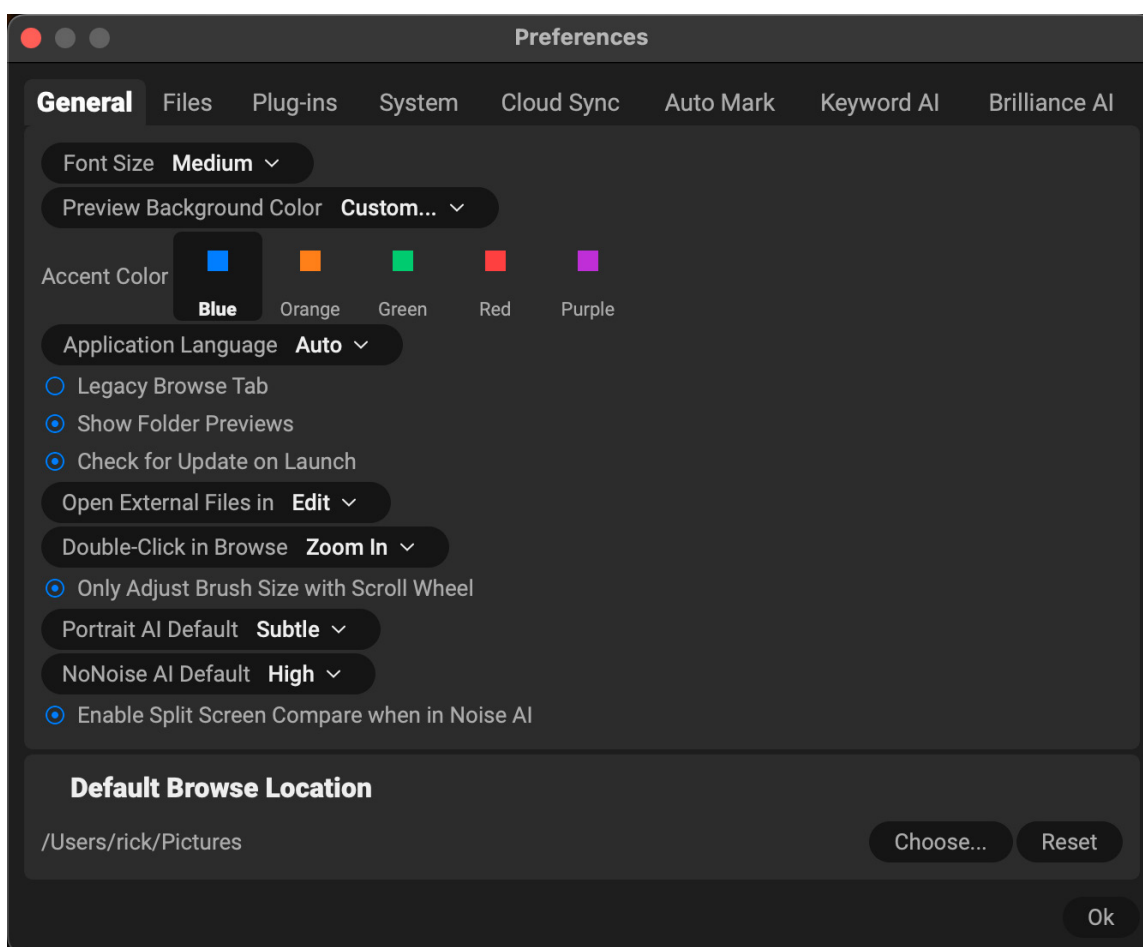 Preferences
General Files Plug-ins System Cloud Sync Auto Mark Keyword AI Brilliance AI
Font Size Medium
Preview Background Color Custom...
Accent Color
Blue Orange Green Red Purple
Application Language Auto
Legacy Browse Tab
Show Folder Previews
Check for Update on Launch
Open External Files in Edit
Double-Click in Browse Zoom In
Only Adjust Brush Size with Scroll Wheel
Portrait AI Default Subtle
NoNoise AI Default High
Enable Split Screen Compare when in Noise AI
Default Browse Location
/Users/rick/Pictures Choose... Reset
Ok